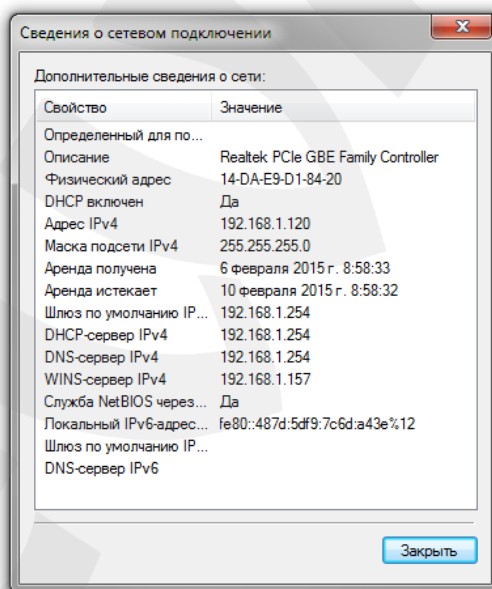 Сведения о сетевом подключении
Дополнительные сведения о сети:
Свойство Значение
Определенный для по...
Описание Realtek PCIe GBE Family Controller
Физический адрес 14-DA-E9-D1-84-20
DHCP включен Да
Адрес IPv4 192.168.1.120
Маска подсети IPv4 255.255.255.0
Аренда получена 6 февраля 2015 г. 8:58:33
Аренда истекает 10 февраля 2015 г. 8:58:32
Шлюз по умолчанию IP... 192.168.1.254
DHCP-сервер IPv4 192.168.1.254
DNS-сервер IPv4 192.168.1.254
WINS-сервер IPv4 192.168.1.157
Служба NetBIOS через... Да
Локальный IPv6-адрес... fe80::487d:5df9:7c6d:a43e%12
Шлюз по умолчанию IP...
DNS-сервер IPv6
Закрыть